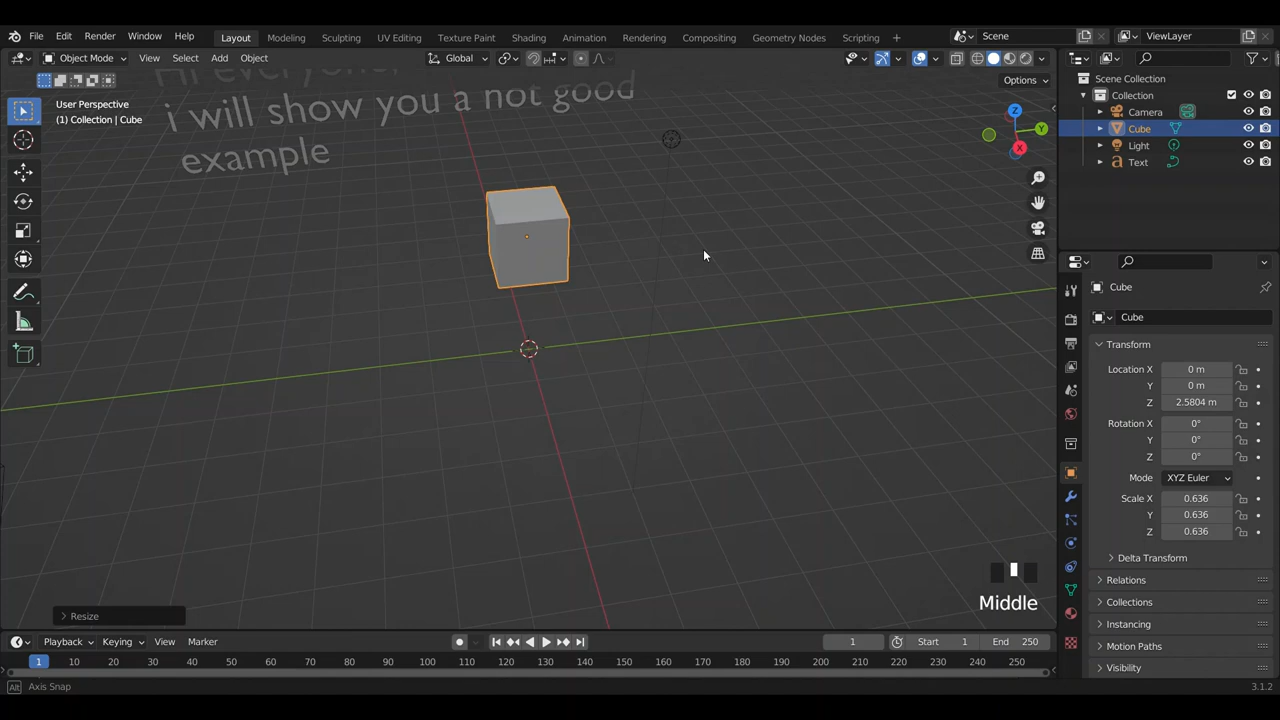 File Edit Render Window Help Layout Modeling Sculpting UV Editing Texture Paint Shading Animation Rendering Compositing Geometry Nodes Scripting + Scene ViewLayer
Object Mode View Select Add Object Global
Options
Hi everyone,
i will show you a not good
example
User Perspective
(1) Collection | Cube
Z
Y
X
Scene Collection
Collection
Camera
Cube
Light
Text
Cube
Cube
Transform
Location X 0 m
Y 0 m
Z 2.5804 m
Rotation X 0°
Y 0°
Z 0°
Mode XYZ Euler
Scale X 0.636
Y 0.636
Z 0.636
Delta Transform
Relations
Collections
Instancing
Motion Paths
Visibility
Middle
Resize
Playback Keying View Marker 1 Start 1 End 250
1 10 20 30 40 50 60 70 80 90 100 110 120 130 140 150 160 170 180 190 200 210 220 230 240 250
Alt Axis Snap 3.1.2